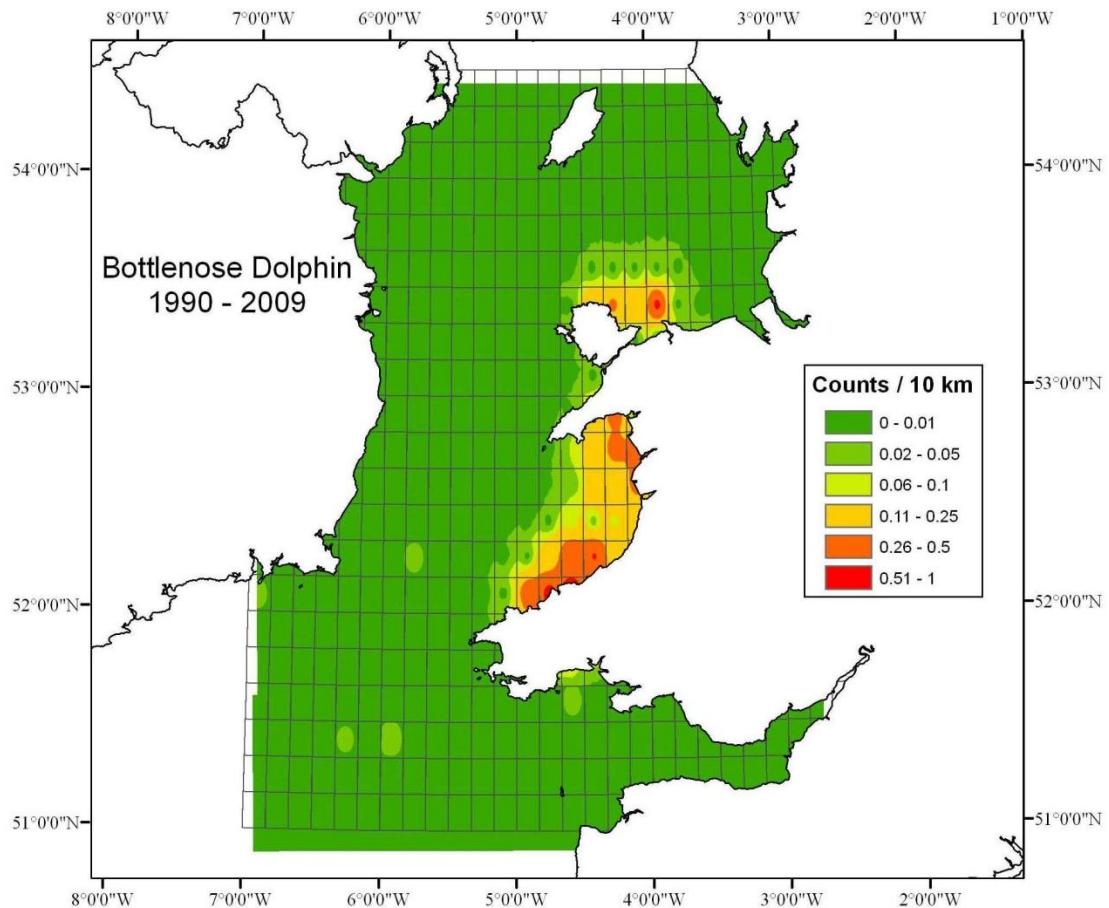 8°0'0"W 7°0'0"W 6°0'0"W 5°0'0"W 4°0'0"W 3°0'0"W 2°0'0"W 1°0'0"W
54°0'0"N 54°0'0"N
Bottlenose Dolphin
1990 - 2009
53°0'0"N 53°0'0"N
Counts / 10 km
0 - 0.01
0.02 - 0.05
0.06 - 0.1
0.11 - 0.25
0.26 - 0.5
0.51 - 1
52°0'0"N 52°0'0"N
51°0'0"N 51°0'0"N
8°0'0"W 7°0'0"W 6°0'0"W 5°0'0"W 4°0'0"W 3°0'0"W 2°0'0"W